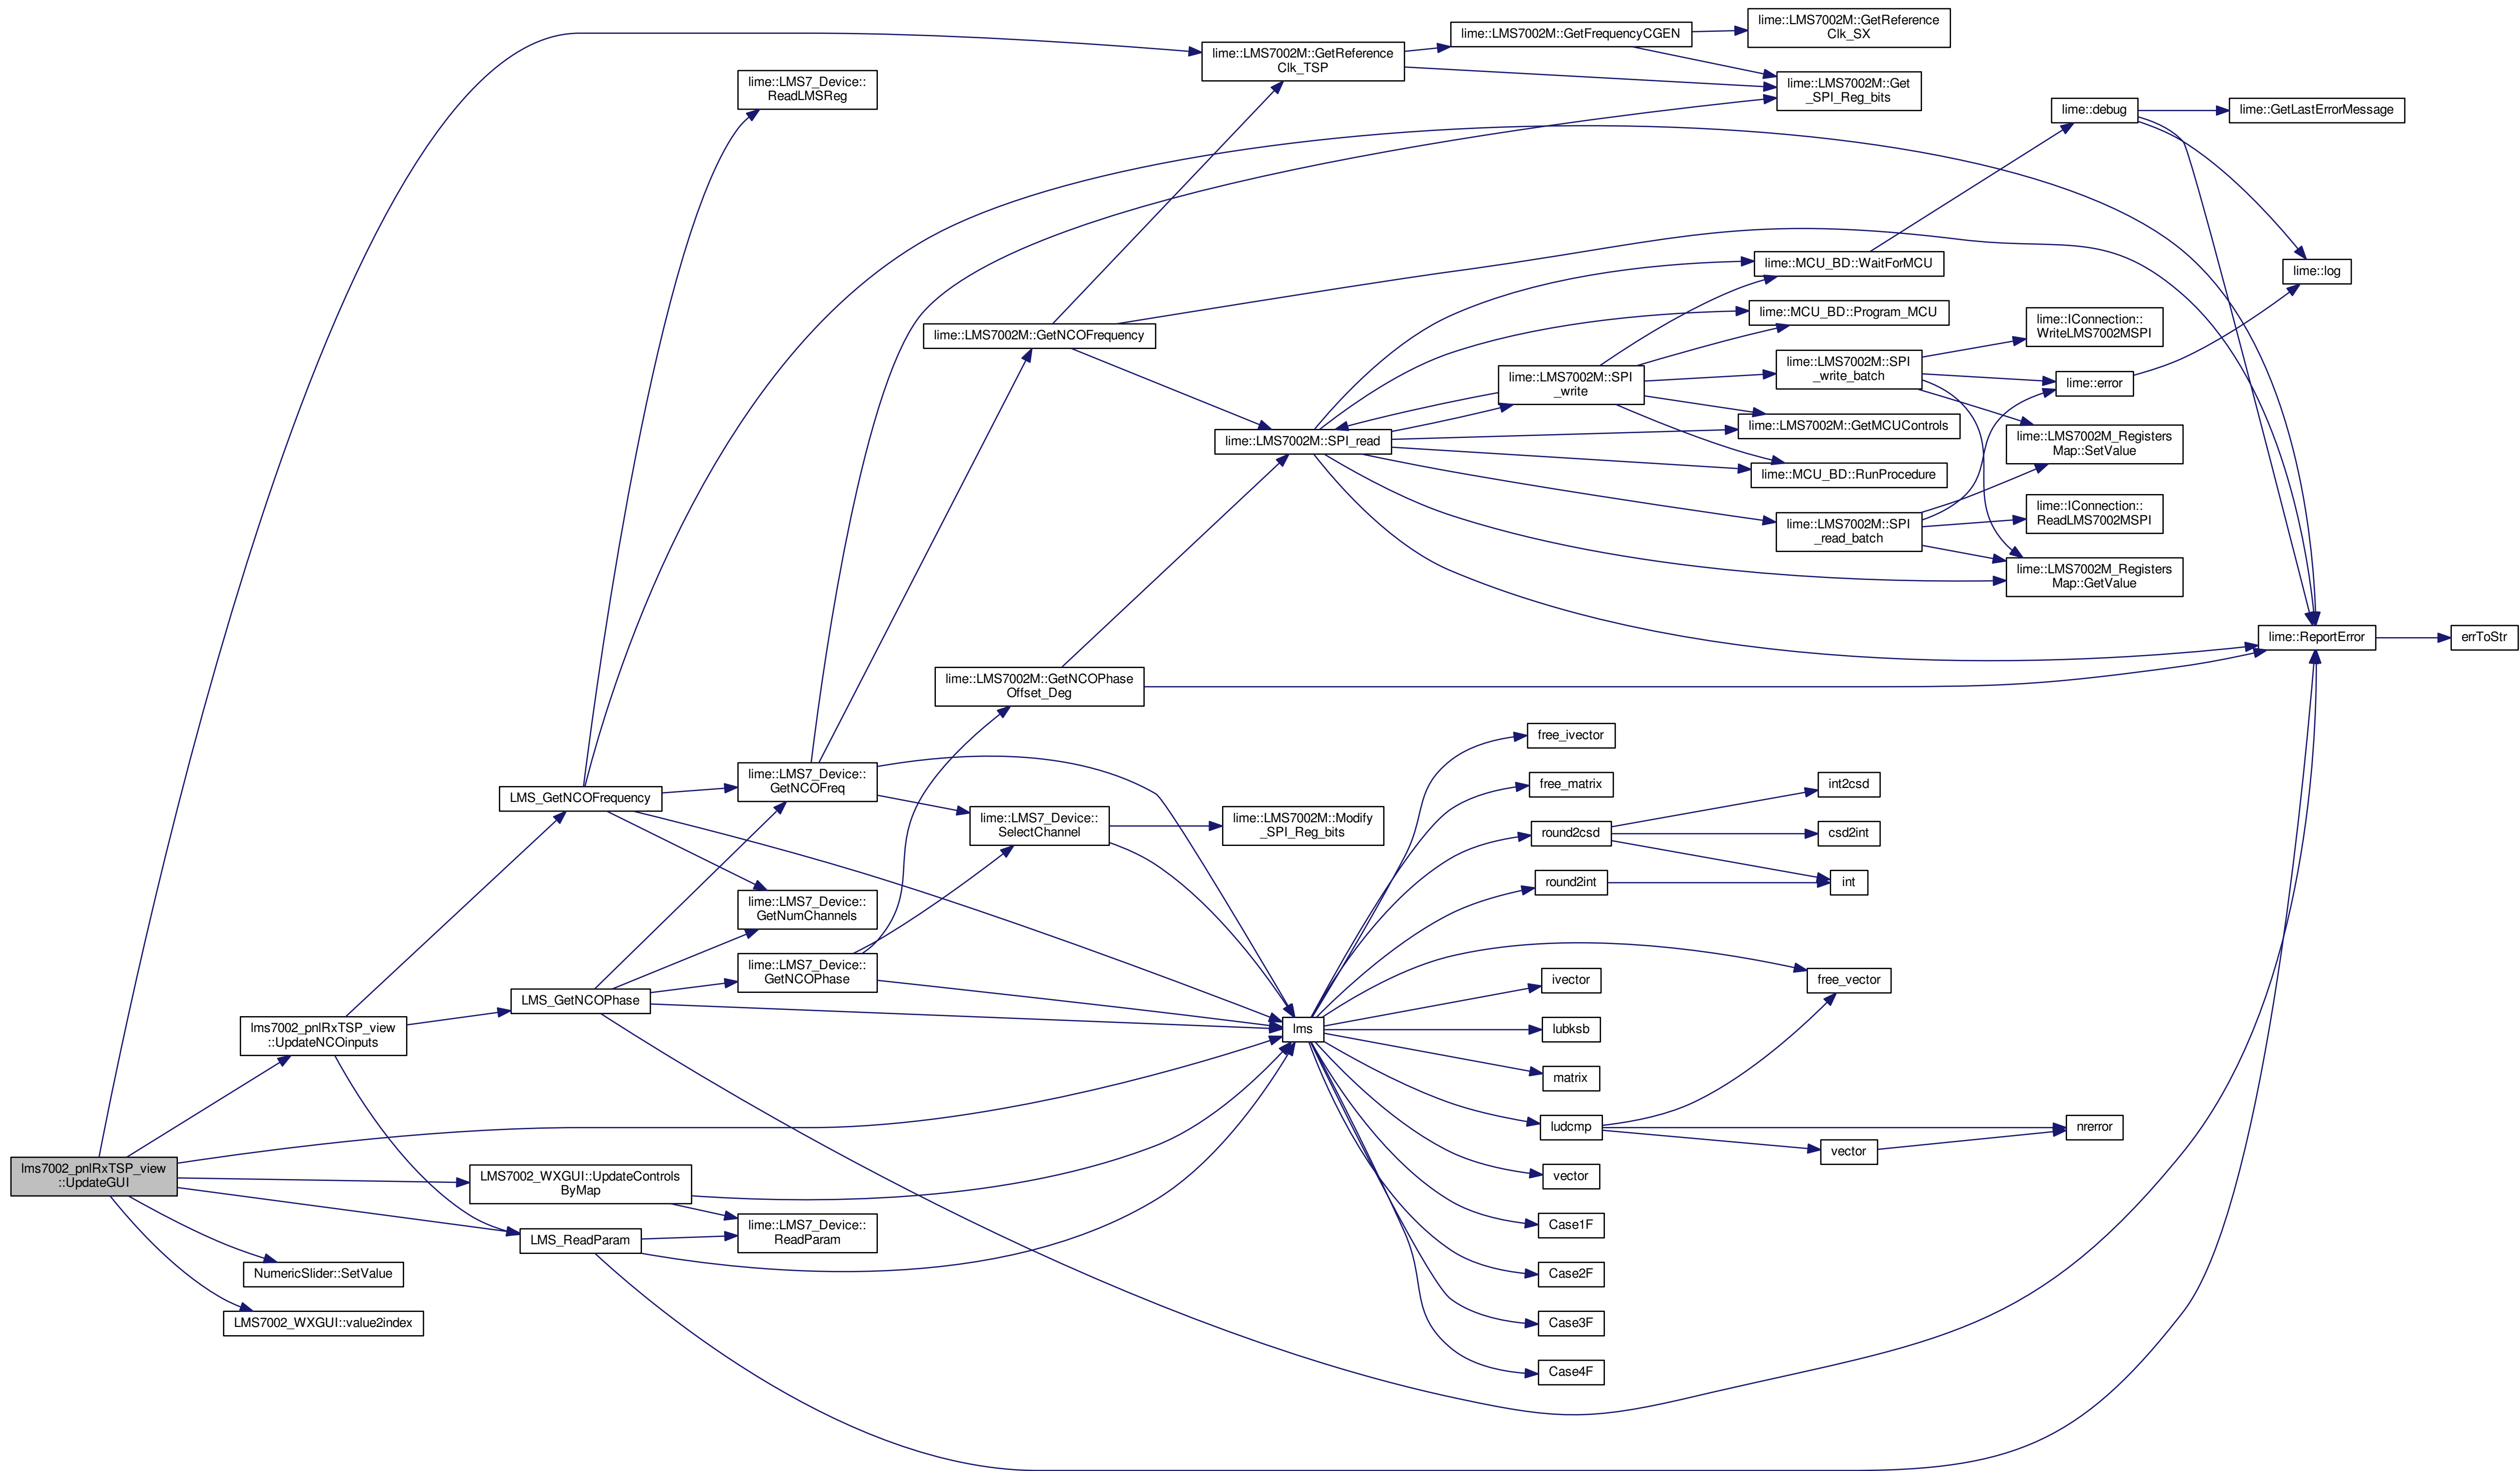 lms7002_pnlRxTSP_view
::UpdateGUI
lms7002_pnlRxTSP_view
::UpdateNCOinputs
NumericSlider::SetValue
LMS7002_WXGUI::value2index
LMS_GetNCOFrequency
LMS_GetNCOPhase
LMS7002_WXGUI::UpdateControls
ByMap
LMS_ReadParam
lime::LMS7_Device::
ReadLMSReg
lime::LMS7_Device::
GetNCOFreq
lime::LMS7_Device::
GetNumChannels
lime::LMS7_Device::
GetNCOPhase
lime::LMS7_Device::
ReadParam
lime::LMS7002M::GetNCOFrequency
lime::LMS7002M::GetNCOPhase
Offset_Deg
lime::LMS7_Device::
SelectChannel
lime::LMS7002M::GetReference
Clk_TSP
lime::LMS7002M::SPI_read
lime::LMS7002M::Modify
_SPI_Reg_bits
lms
lime::LMS7002M::GetFrequencyCGEN
lime::LMS7002M::SPI
_write
free_ivector
free_matrix
round2csd
round2int
ivector
lubksb
matrix
ludcmp
vector
Case1F
Case2F
Case3F
Case4F
lime::LMS7002M::GetReference
Clk_SX
lime::LMS7002M::Get
_SPI_Reg_bits
lime::MCU_BD::WaitForMCU
lime::MCU_BD::Program_MCU
lime::LMS7002M::SPI
_write_batch
lime::LMS7002M::GetMCUControls
lime::MCU_BD::RunProcedure
lime::LMS7002M::SPI
_read_batch
int2csd
csd2int
int
free_vector
vector
lime::debug
lime::IConnection::
WriteLMS7002MSPI
lime::error
lime::LMS7002M_Registers
Map::SetValue
lime::IConnection::
ReadLMS7002MSPI
lime::LMS7002M_Registers
Map::GetValue
nrerror
lime::GetLastErrorMessage
lime::log
lime::ReportError
errToStr